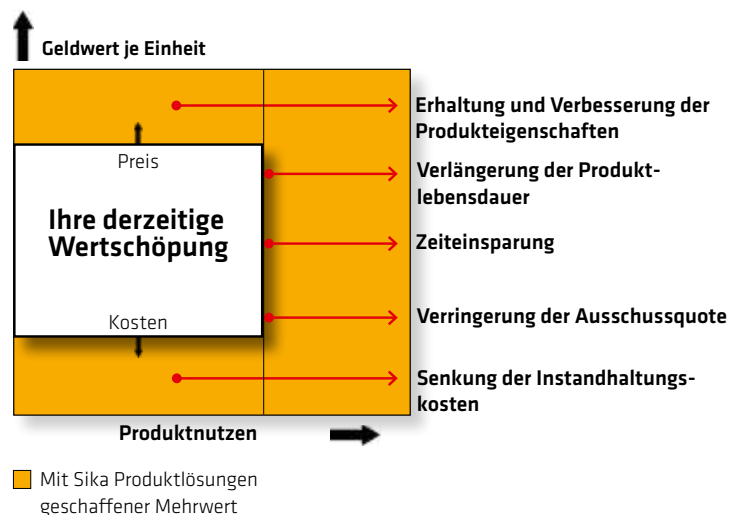 Geldwert je Einheit
Erhaltung und Verbesserung der
Produkteigenschaften
Preis
Verlängerung der Produkt-
lebensdauer
Ihre derzeitige
Wertschöpung
Zeiteinsparung
Kosten
Verringerung der Ausschussquote
Senkung der Instandhaltungs-
kosten
Produktnutzen
Mit Sika Produktlösungen
geschaffener Mehrwert